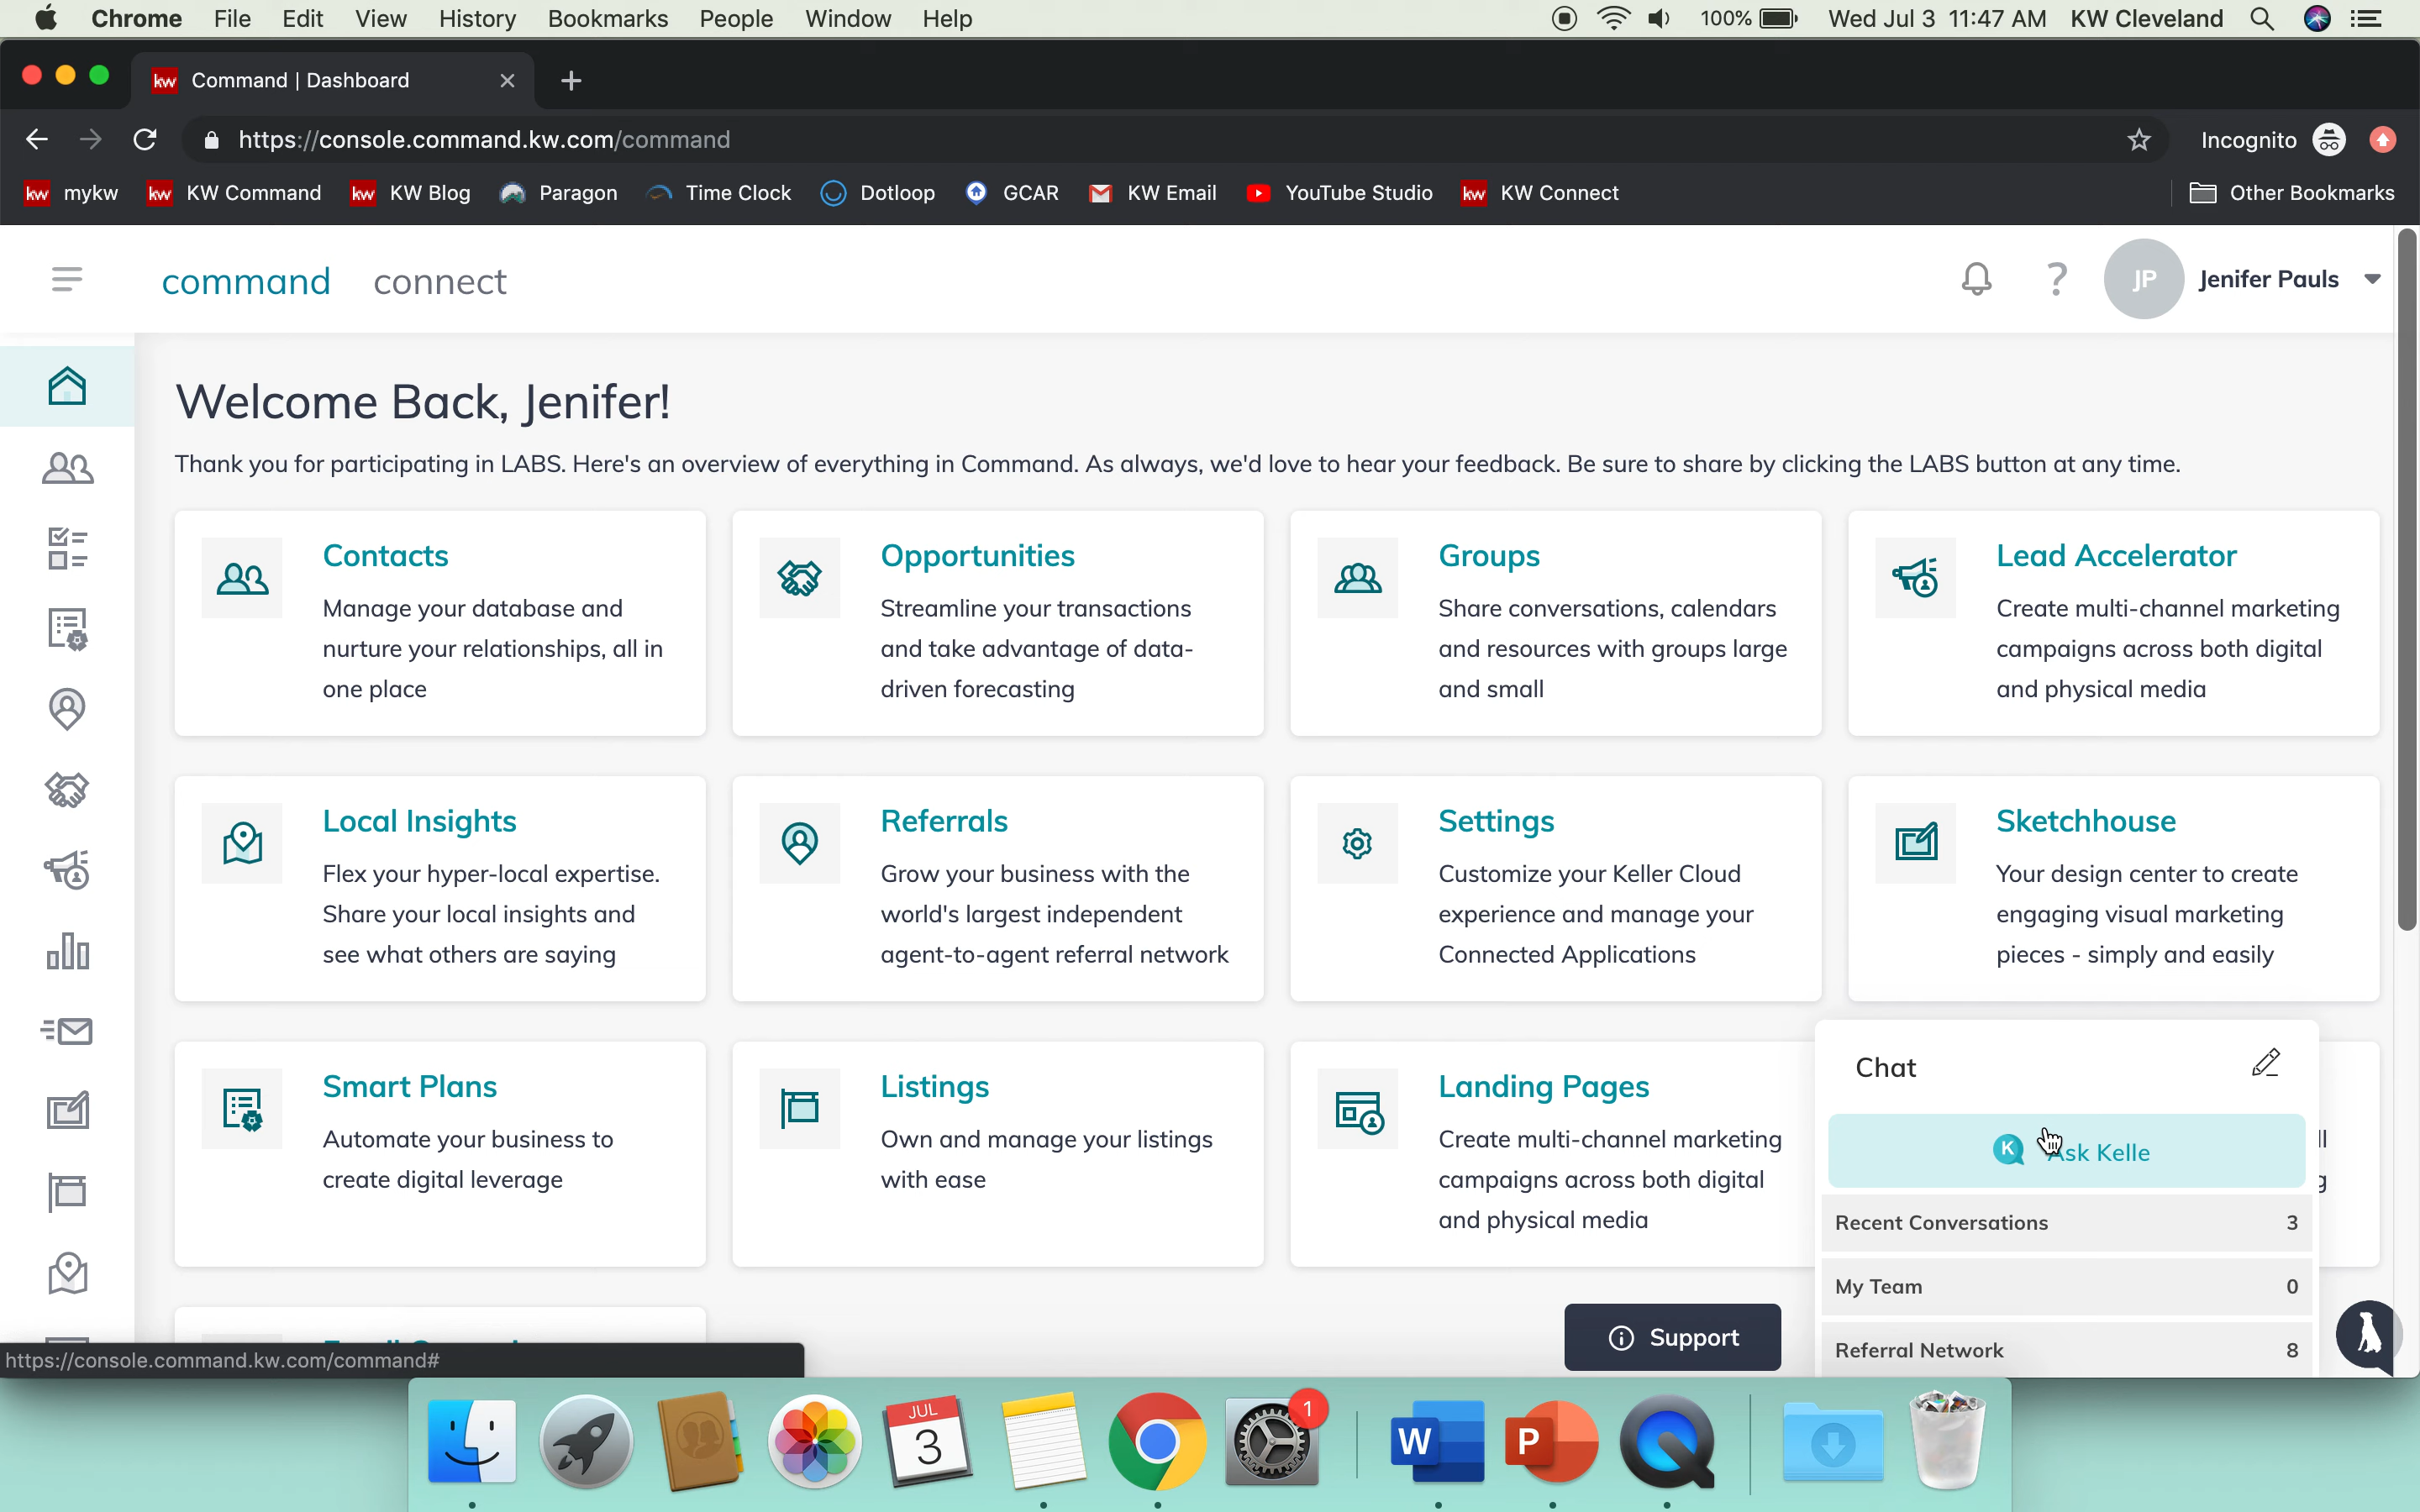 Chrome File Edit View History Bookmarks People Window Help 100% Wed Jul 3 11:47 AM KW Cleveland
kw Command | Dashboard
https://console.command.kw.com/command Incognito
kw mykw kw KW Command kw KW Blog Paragon Time Clock Dotloop GCAR KW Email YouTube Studio kw KW Connect Other Bookmarks
command connect ? JP Jenifer Pauls
Welcome Back, Jenifer!
Thank you for participating in LABS. Here's an overview of everything in Command. As always, we'd love to hear your feedback. Be sure to share by clicking the LABS button at any time.
Contacts
Manage your database and
nurture your relationships, all in
one place
Opportunities
Streamline your transactions
and take advantage of data-
driven forecasting
Groups
Share conversations, calendars
and resources with groups large
and small
Lead Accelerator
Create multi-channel marketing
campaigns across both digital
and physical media
Local Insights
Flex your hyper-local expertise.
Share your local insights and
see what others are saying
Referrals
Grow your business with the
world's largest independent
agent-to-agent referral network
Settings
Customize your Keller Cloud
experience and manage your
Connected Applications
Sketchhouse
Your design center to create
engaging visual marketing
pieces - simply and easily
Smart Plans
Automate your business to
create digital leverage
Listings
Own and manage your listings
with ease
Landing Pages
Create multi-channel marketing
campaigns across both digital
and physical media
Chat
K Ask Kelle
Recent Conversations 3
My Team 0
Referral Network 8
Support
https://console.command.kw.com/command#
JUL
3
1
W
P